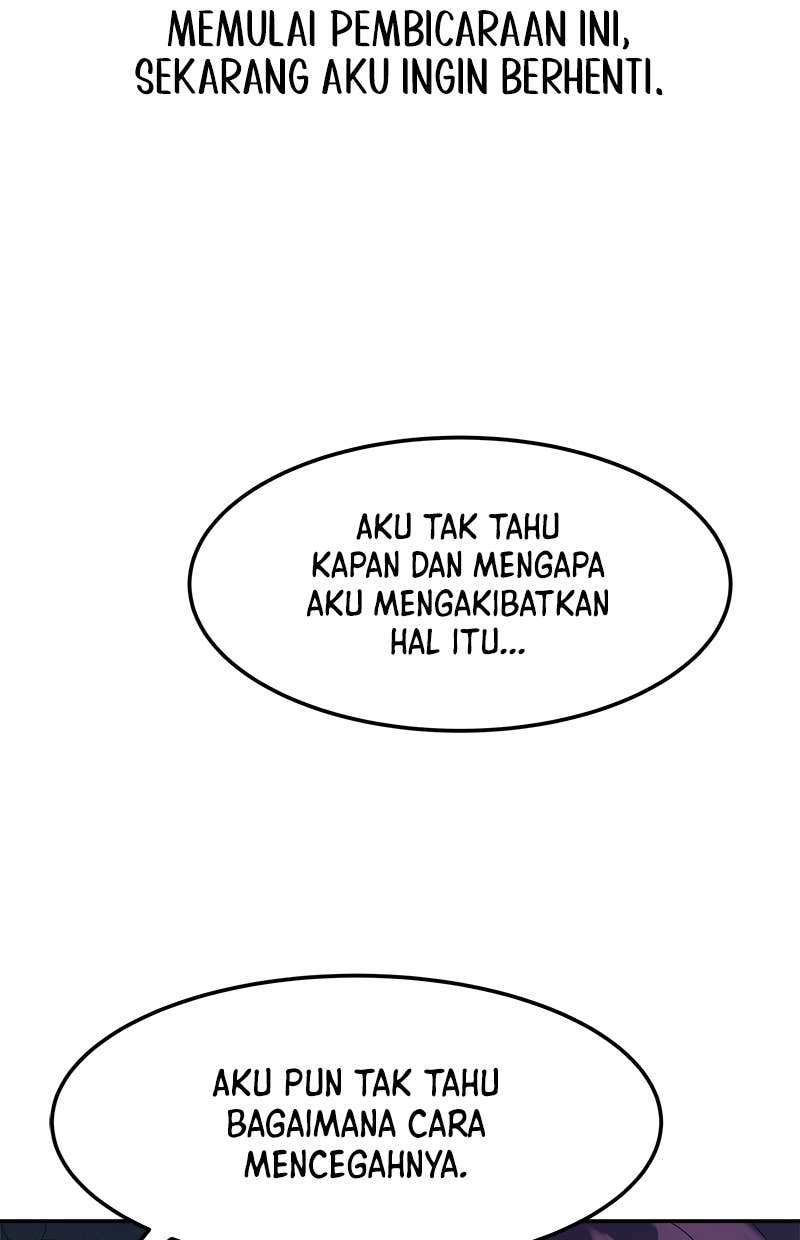 MEMULAI PEMBICARAAN INI,
SEKARANG AKU INGIN BERHENTI.
AKU TAK TAHU
KAPAN DAN MENGAPA
AKU MENGAKIBATKAN
HAL ITU...
AKU PUN TAK TAHU
BAGAIMANA CARA
MENCEGAHNYA.